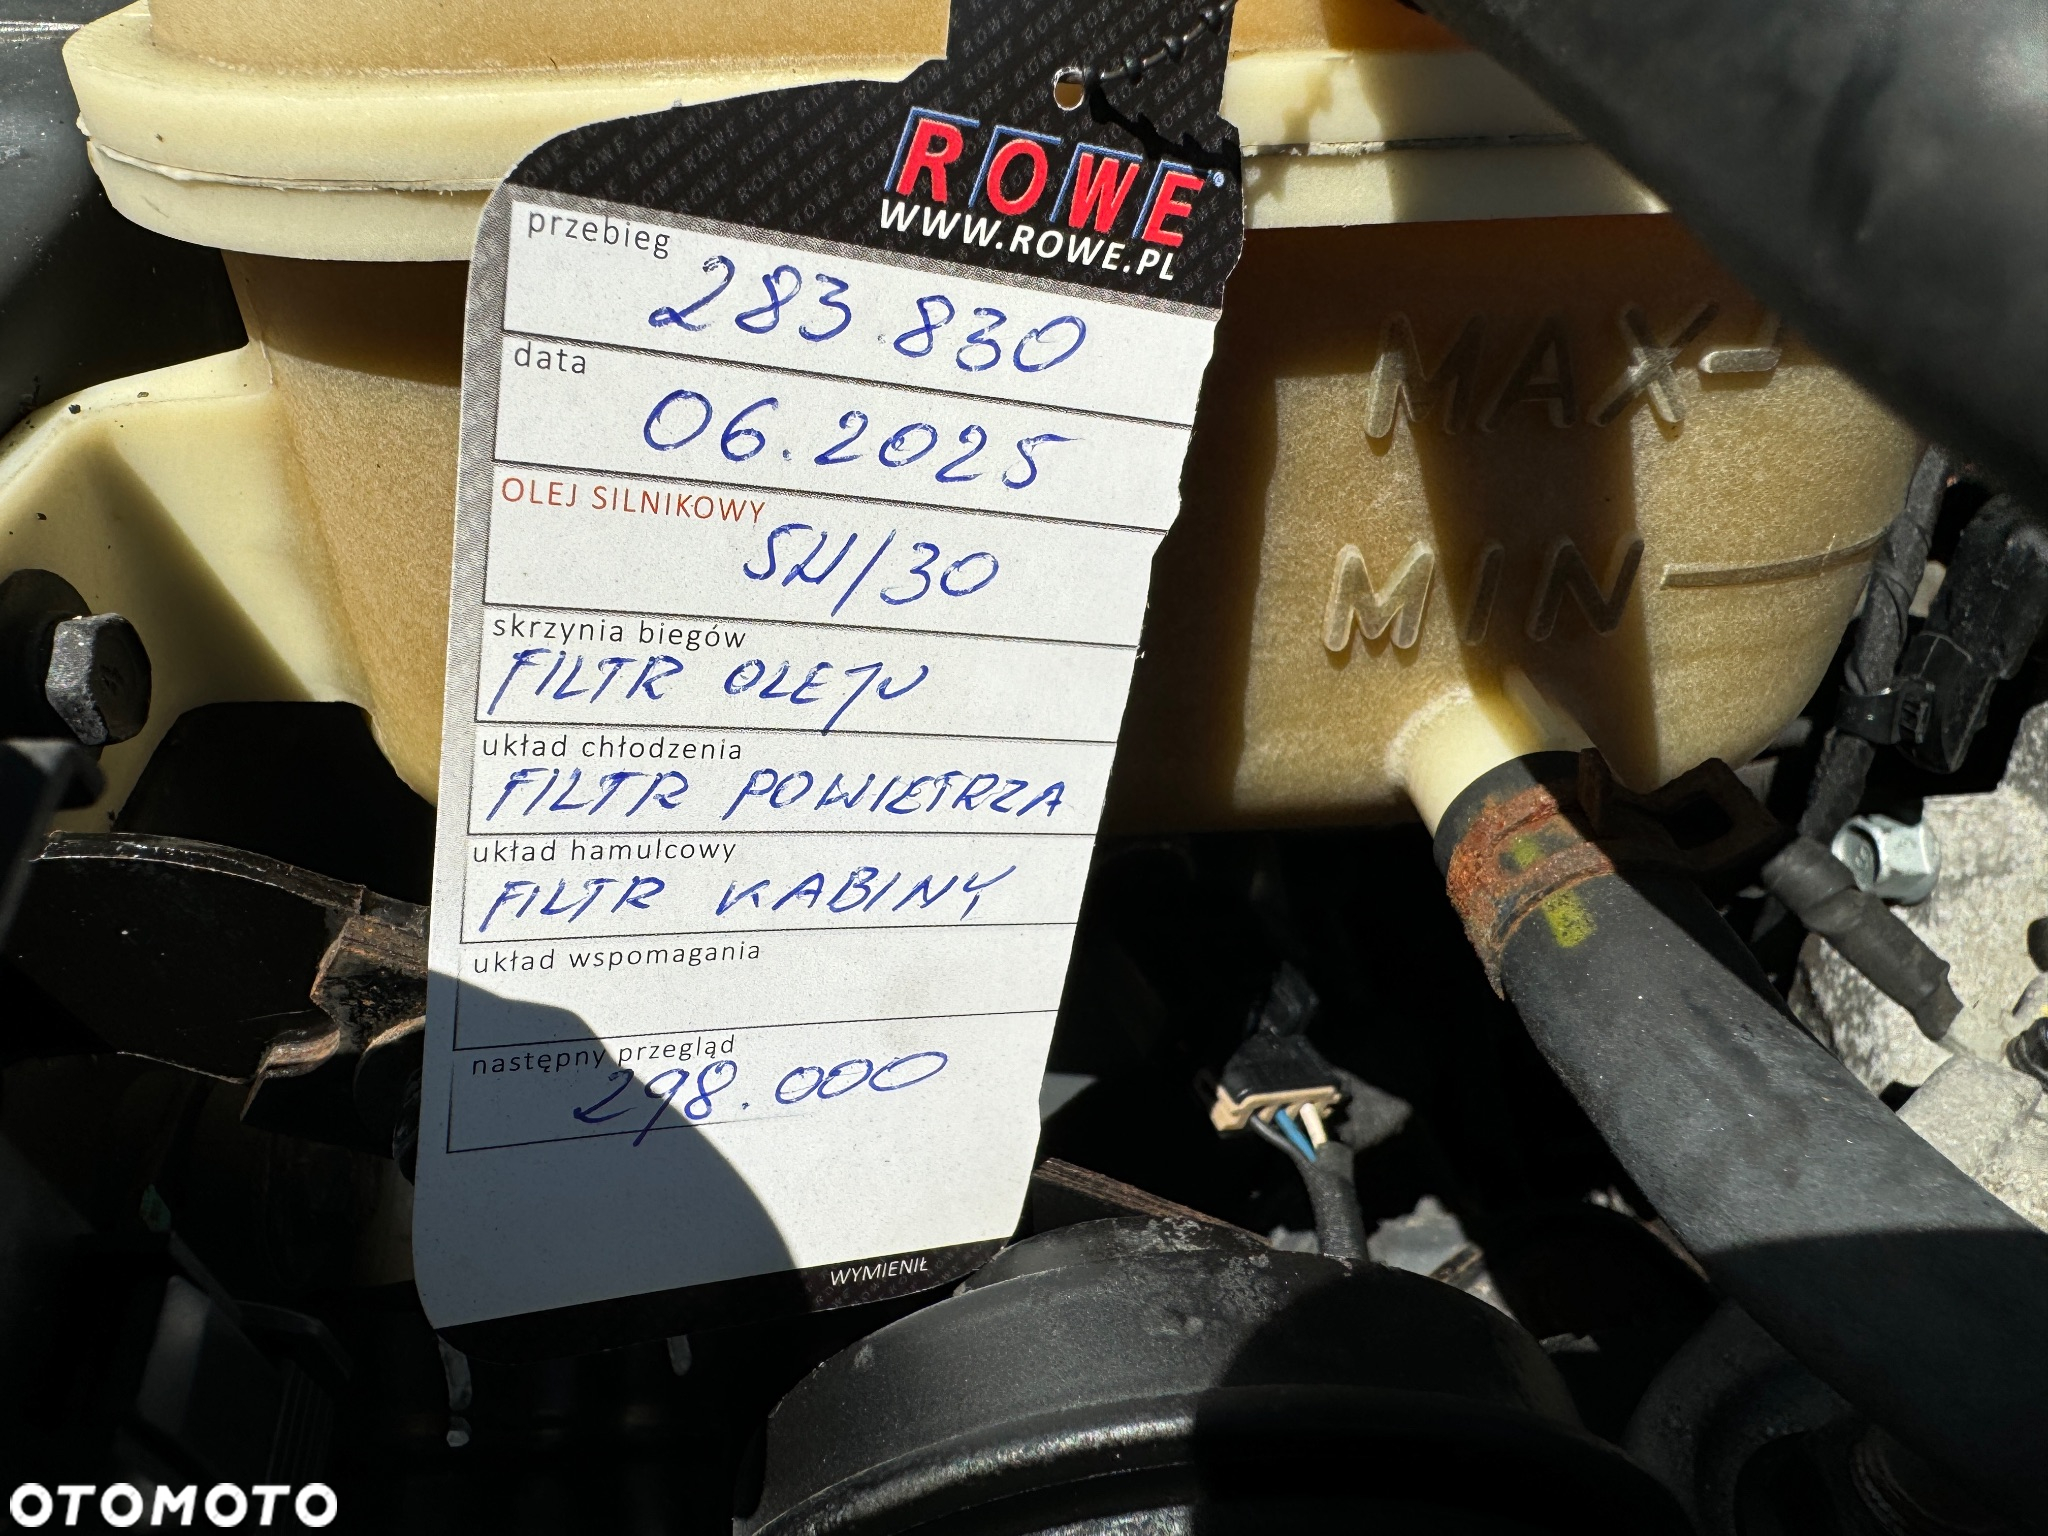 ROWE
WWW.ROWE.PL
przebieg
283.830
data
06.2025
OLEJ SILNIKOWY
5W/30
skrzynia biegów
FILTR OLEJU
układ chłodzenia
FILTR POWIETRZA
układ hamulcowy
FILTR KABINY
układ wspomagania
następny przegląd
298.000
WYMIENIŁ
MAX-
MIN-
OTOMOTO